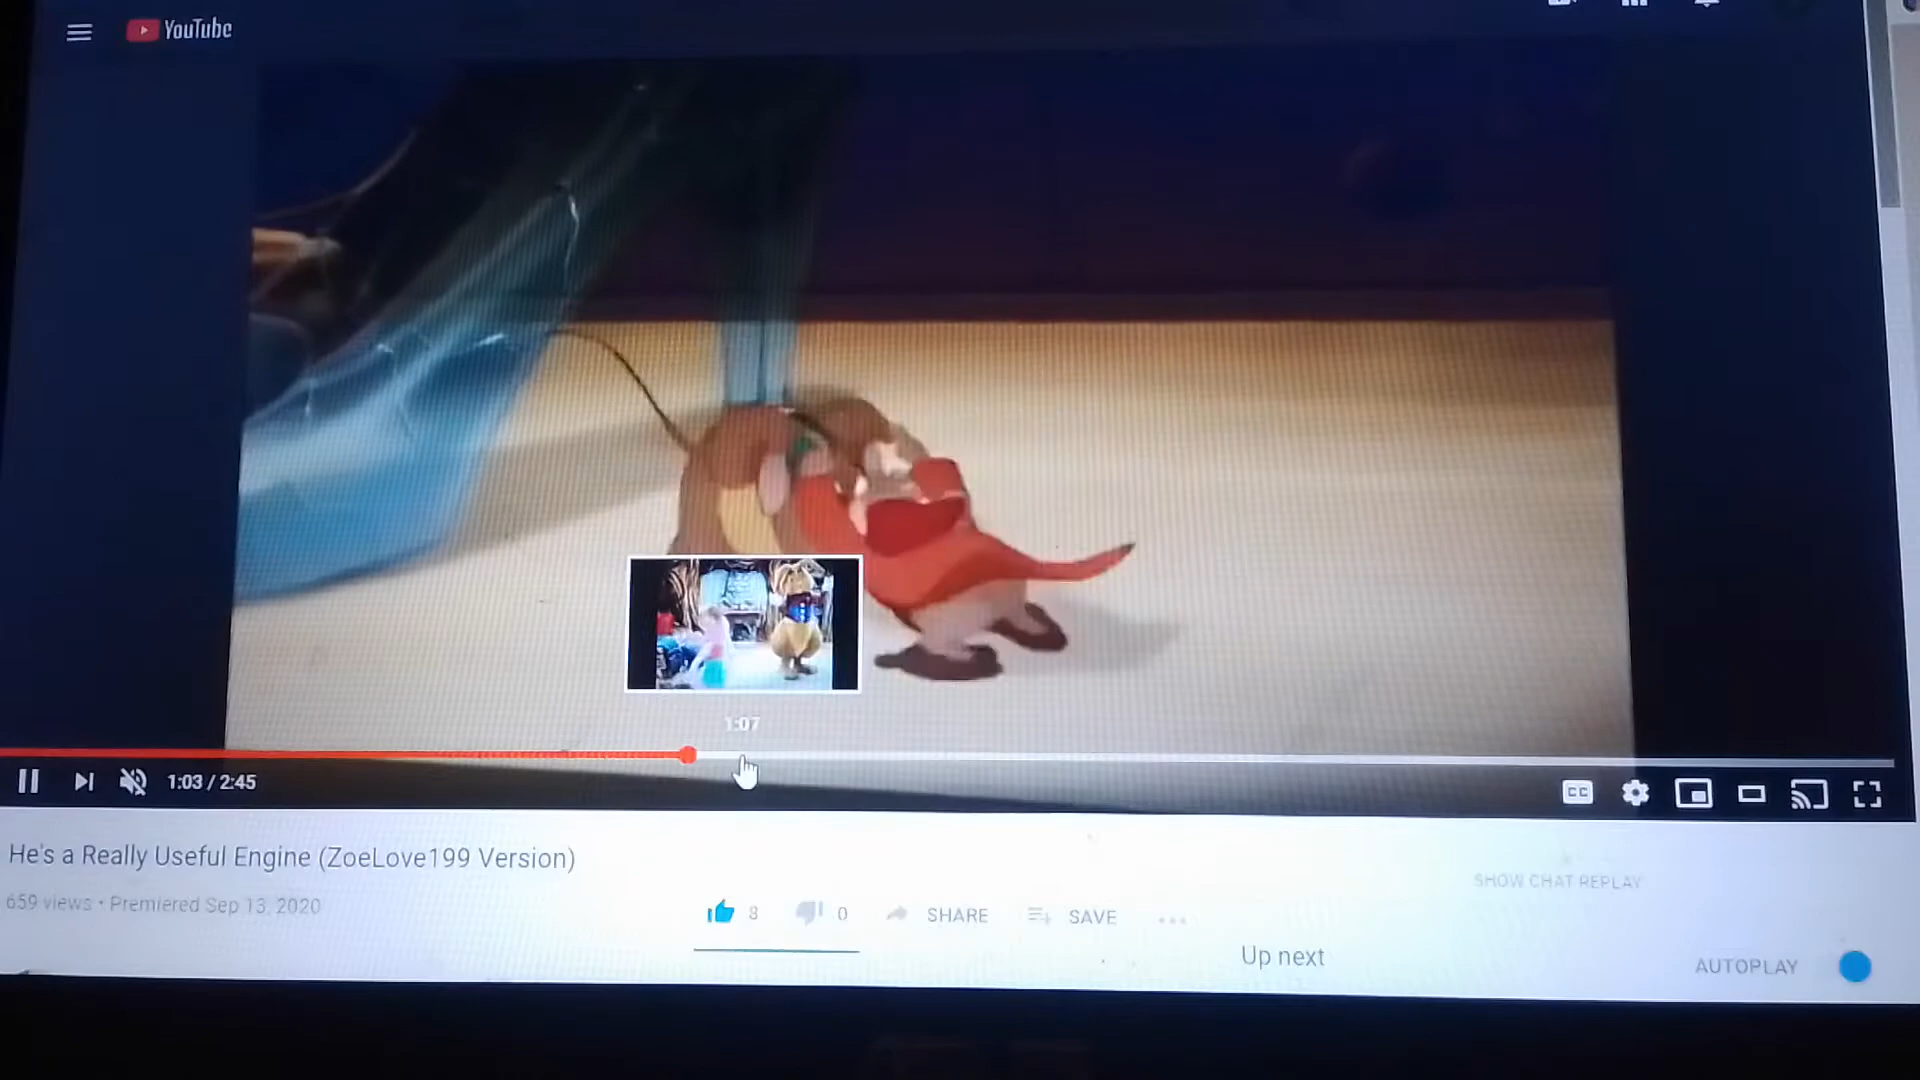 YouTube
1:07
1:03 / 2:45
CC
He's a Really Useful Engine (ZoeLove199 Version)
659 views • Premiered Sep 13, 2020
8
0
SHARE
SAVE
SHOW CHAT REPLAY
Up next
AUTOPLAY